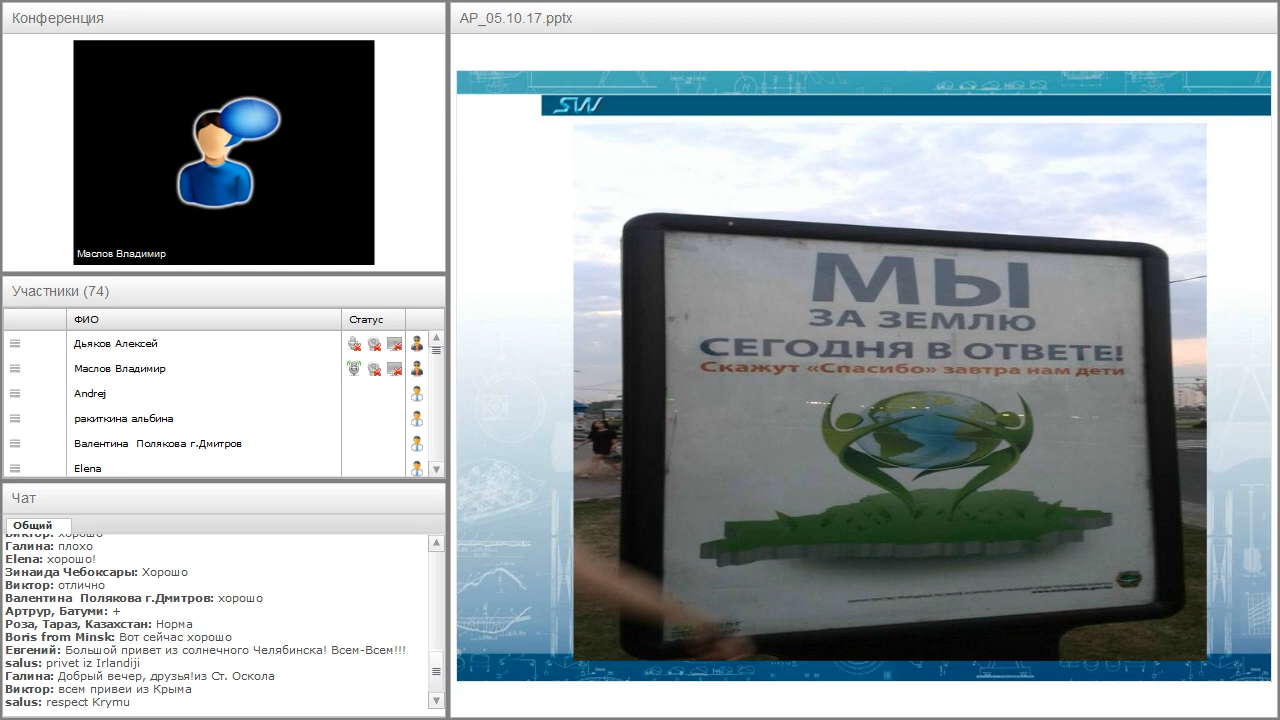 Конференция
Маслов Владимир
Участники (74)
ФИО
Статус
Дьяков Алексей
Маслов Владимир
Andrej
ракиткина альбина
Валентина Полякова г.Дмитров
Elena
Чат
Общий
Виктор: хорошо
Галина: плохо
Elena: хорошо!
Зинаида Чебоксары: Хорошо
Виктор: отлично
Валентина Полякова г.Дмитров: хорошо
Артрур, Батуми: +
Роза, Тараз, Казахстан: Норма
Boris from Minsk: Вот сейчас хорошо
Евгений: Большой привет из солнечного Челябинска! Всем-Всем!!!
salus: privet iz Irlandiji
Галина: Добрый вечер, друзья!из Ст. Оскола
Виктор: всем привеи из Крыма
salus: respect Krymu
AP_05.10.17.pptx
SW
МЫ
ЗА ЗЕМЛЮ
СЕГОДНЯ В ОТВЕТЕ!
Скажут «Спасибо» завтра нам дети